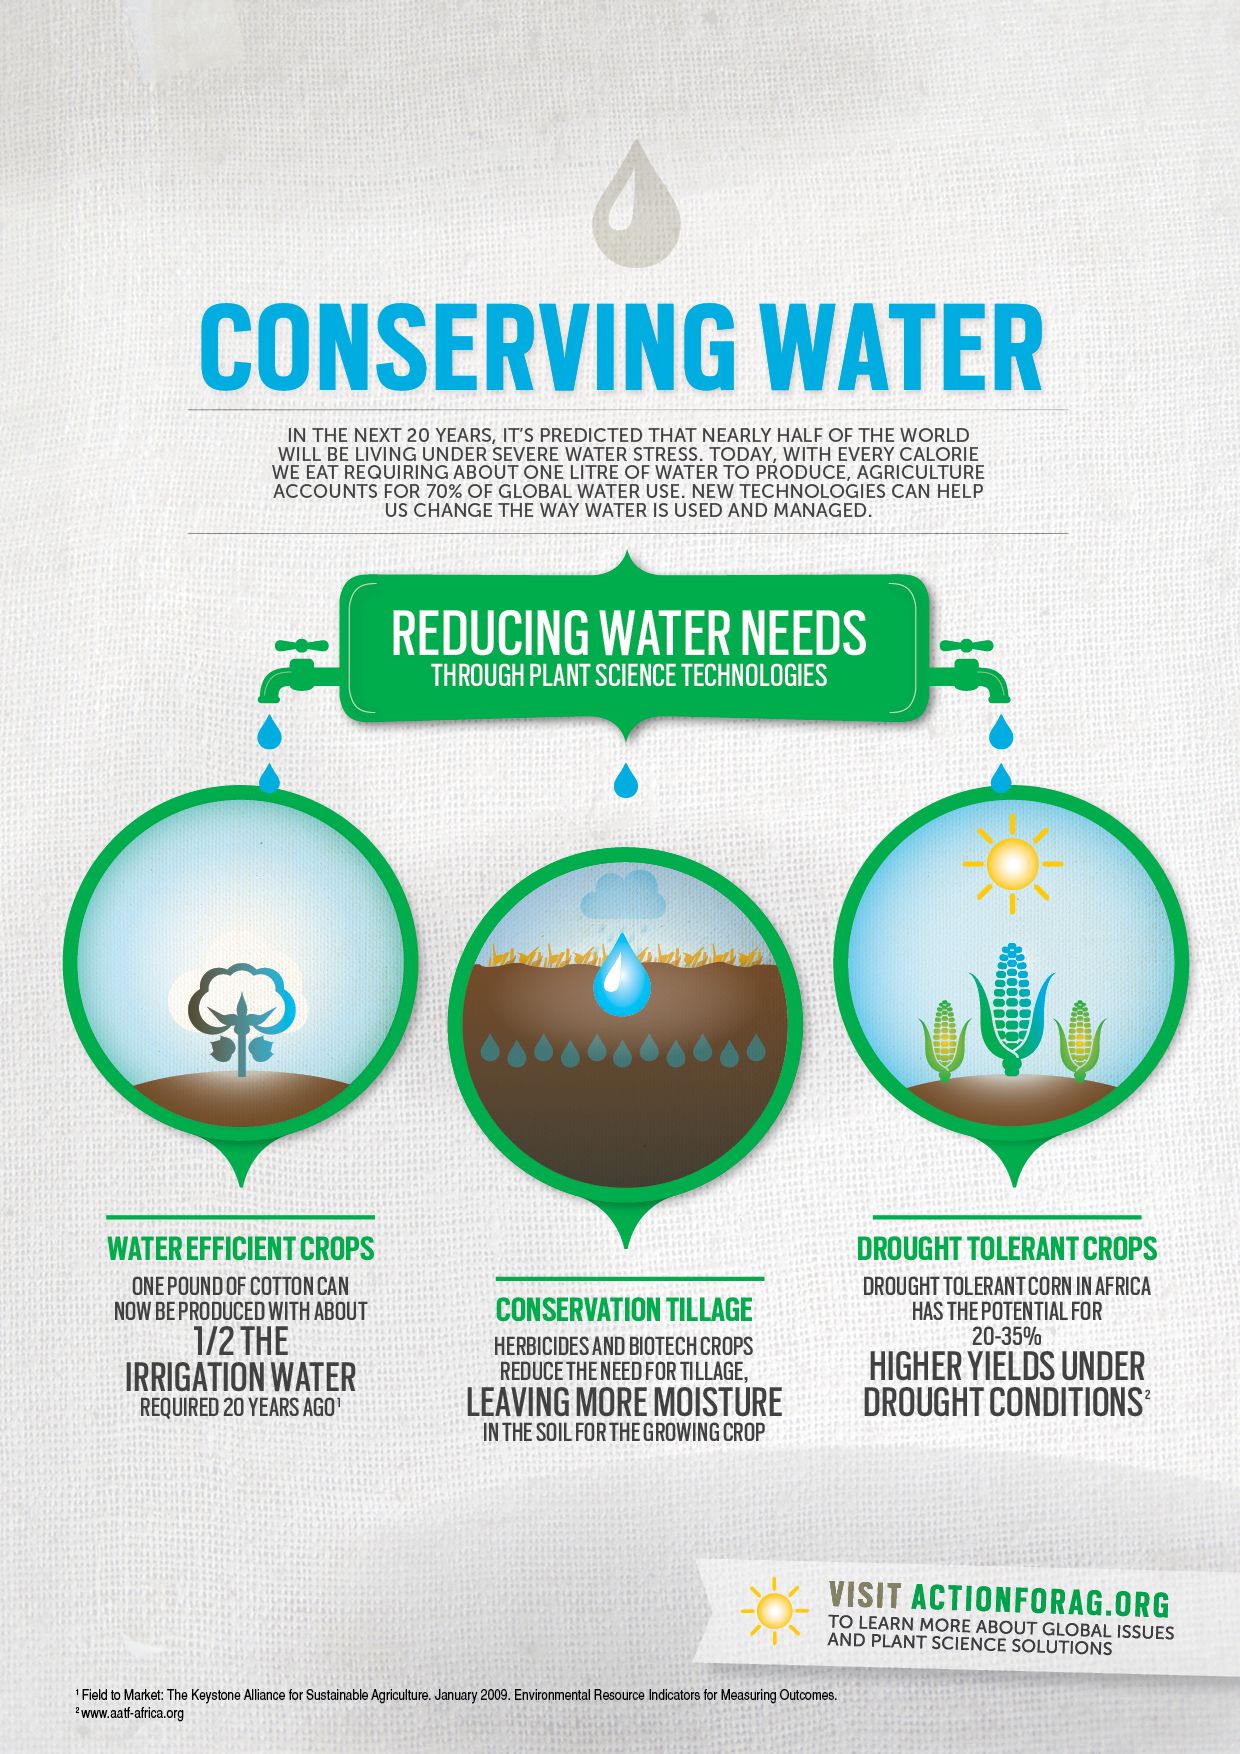 CONSERVING WATER
IN THE NEXT 20 YEARS, IT'S PREDICTED THAT NEARLY HALF OF THE WORLD
WILL BE LIVING UNDER SEVERE WATER STRESS. TODAY, WITH EVERY CALORIE
WE EAT REQUIRING ABOUT ONE LITRE OF WATER TO PRODUCE, AGRICULTURE
ACCOUNTS FOR 70% OF GLOBAL WATER USE. NEW TECHNOLOGIES CAN HELP
US CHANGE THE WAY WATER IS USED AND MANAGED.
REDUCING WATER NEEDS
THROUGH PLANT SCIENCE TECHNOLOGIES
WATER EFFICIENT CROPS
ONE POUND OF COTTON CAN
NOW BE PRODUCED WITH ABOUT
1/2 THE
IRRIGATION WATER
REQUIRED 20 YEARS AGO¹
CONSERVATION TILLAGE
HERBICIDES AND BIOTECH CROPS
REDUCE THE NEED FOR TILLAGE,
LEAVING MORE MOISTURE
IN THE SOIL FOR THE GROWING CROP
DROUGHT TOLERANT CROPS
DROUGHT TOLERANT CORN IN AFRICA
HAS THE POTENTIAL FOR
20-35%
HIGHER YIELDS UNDER
DROUGHT CONDITIONS²
VISIT ACTIONFORAG.ORG
TO LEARN MORE ABOUT GLOBAL ISSUES
AND PLANT SCIENCE SOLUTIONS
¹ Field to Market: The Keystone Alliance for Sustainable Agriculture. January 2009. Environmental Resource Indicators for Measuring Outcomes.
² www.aatf-africa.org